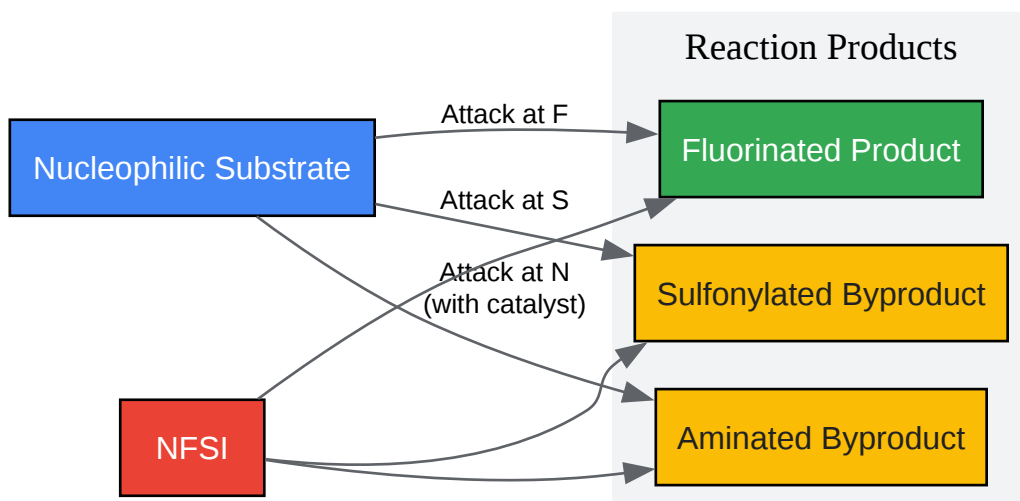 Reaction Products
Attack at F
Nucleophilic Substrate
Fluorinated Product
Attack at S
Attack at N
(with catalyst)
Sulfonylated Byproduct
NFSI
Aminated Byproduct